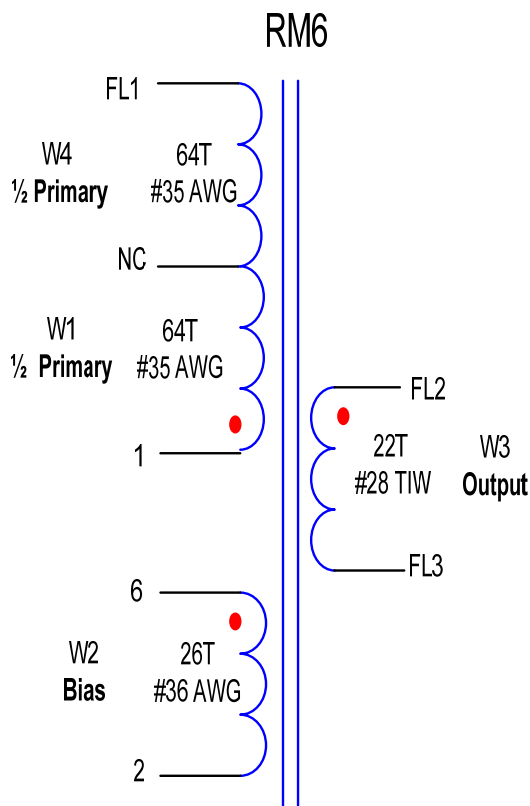 RM6
FL1
W4
½ Primary
64T
#35 AWG
NC
W1
½ Primary
64T
#35 AWG
1
FL2
22T
#28 TIW
W3
Output
FL3
6
W2
Bias
26T
#36 AWG
2